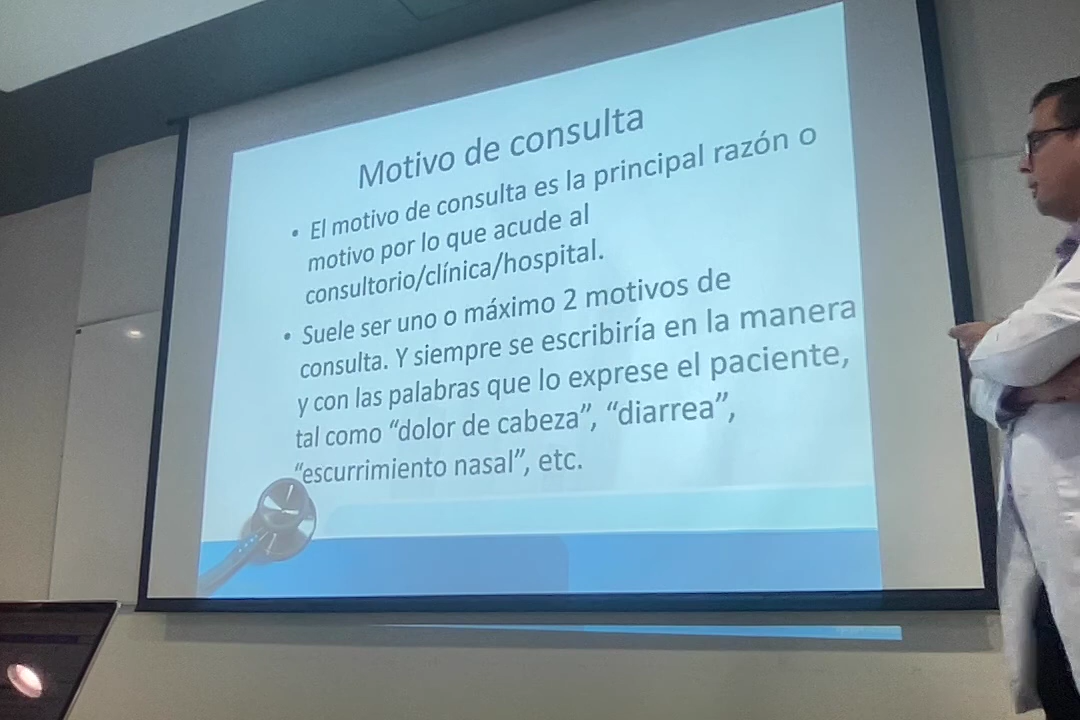 Motivo de consulta
• El motivo de consulta es la principal razón o
motivo por lo que acude al
consultorio/clínica/hospital.
• Suele ser uno o máximo 2 motivos de
consulta. Y siempre se escribiría en la manera
y con las palabras que lo exprese el paciente,
tal como “dolor de cabeza”, “diarrea”,
“escurrimiento nasal”, etc.